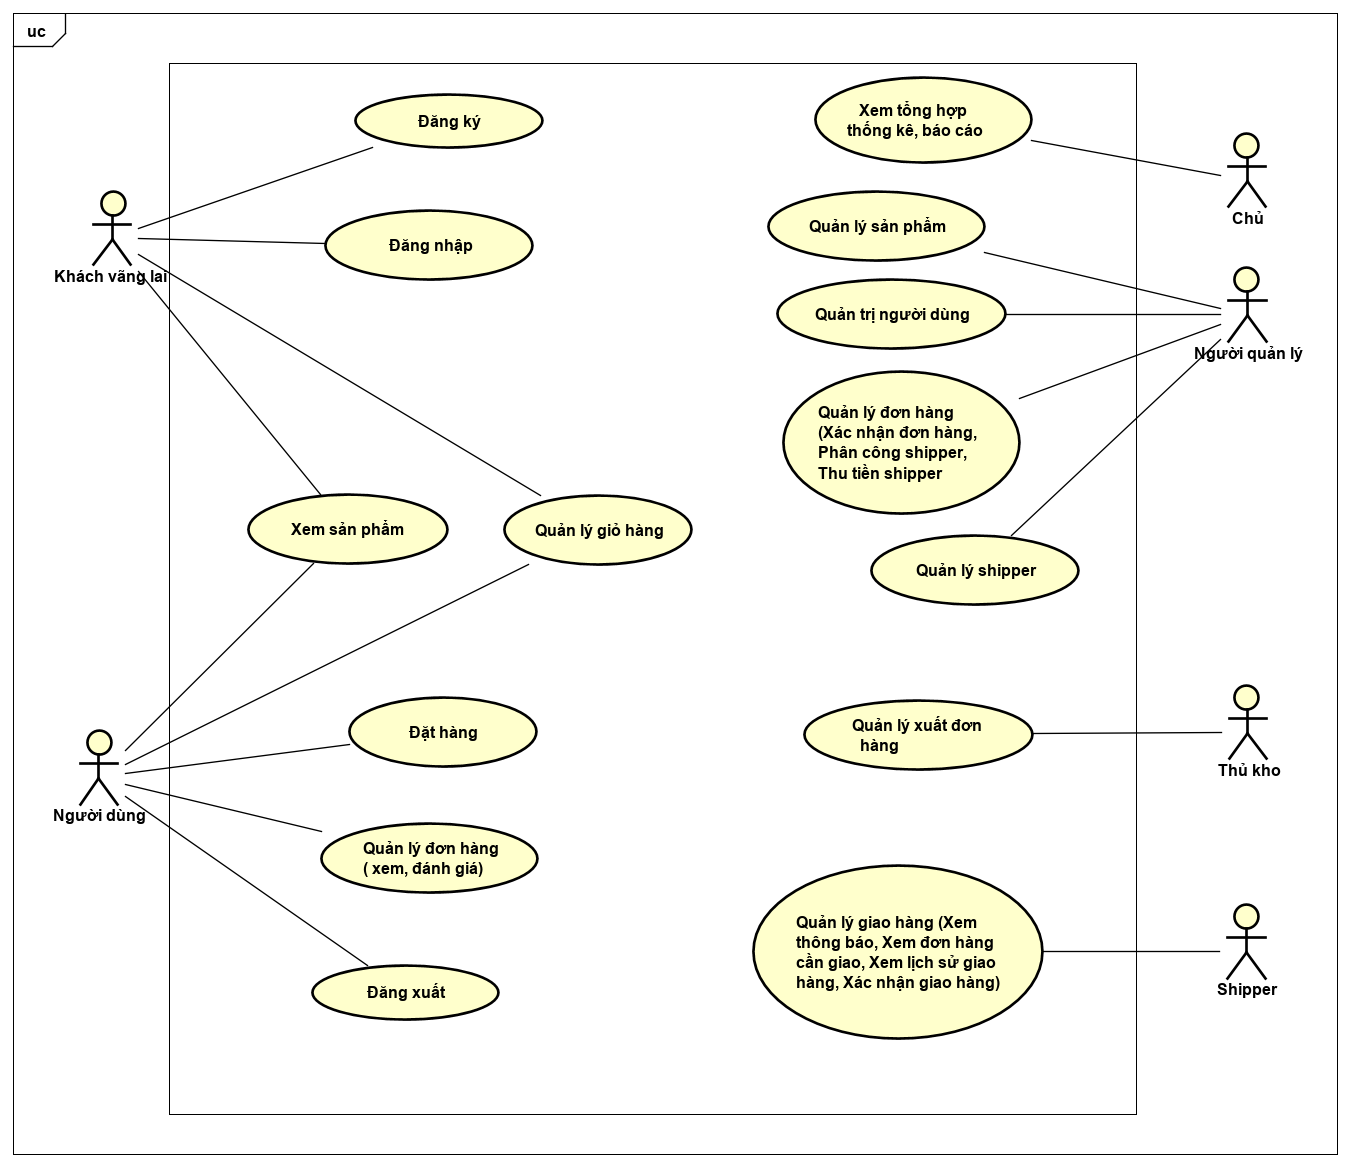 uc
Đăng ký
Đăng nhập
Khách vãng lai
Xem sản phẩm
Quản lý giỏ hàng
Đặt hàng
Người dùng
Quản lý đơn hàng
( xem, đánh giá)
Đăng xuất
Xem tổng hợp
thống kê, báo cáo
Chủ
Quản lý sản phẩm
Quản trị người dùng
Người quản lý
Quản lý đơn hàng
(Xác nhận đơn hàng,
Phân công shipper,
Thu tiền shipper
Quản lý shipper
Quản lý xuất đơn
hàng
Thủ kho
Quản lý giao hàng (Xem
thông báo, Xem đơn hàng
cần giao, Xem lịch sử giao
hàng, Xác nhận giao hàng)
Shipper